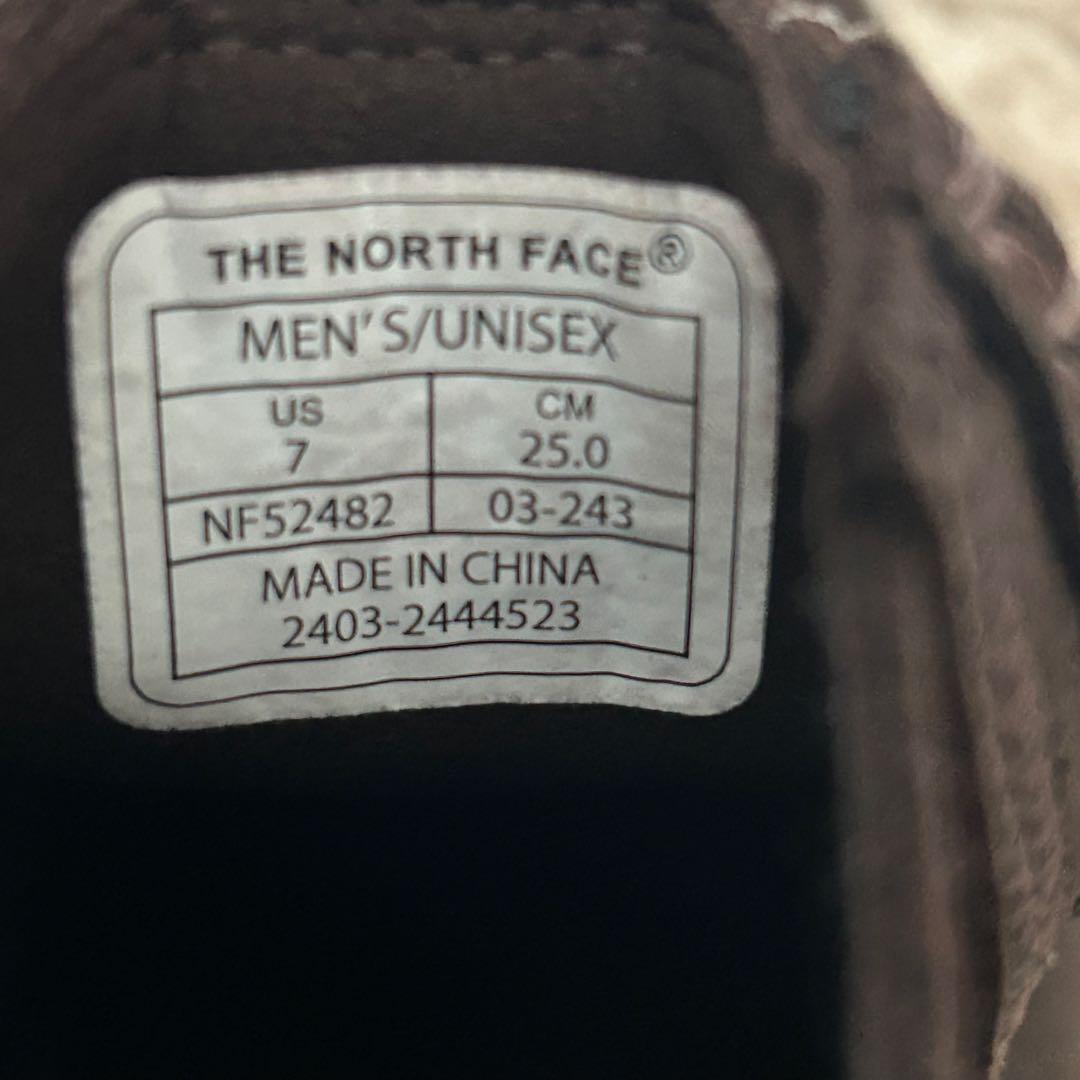 THE NORTH FACE®
MEN'S/UNISEX
US CM
7 25.0
NF52482 03-243
MADE IN CHINA
2403-2444523